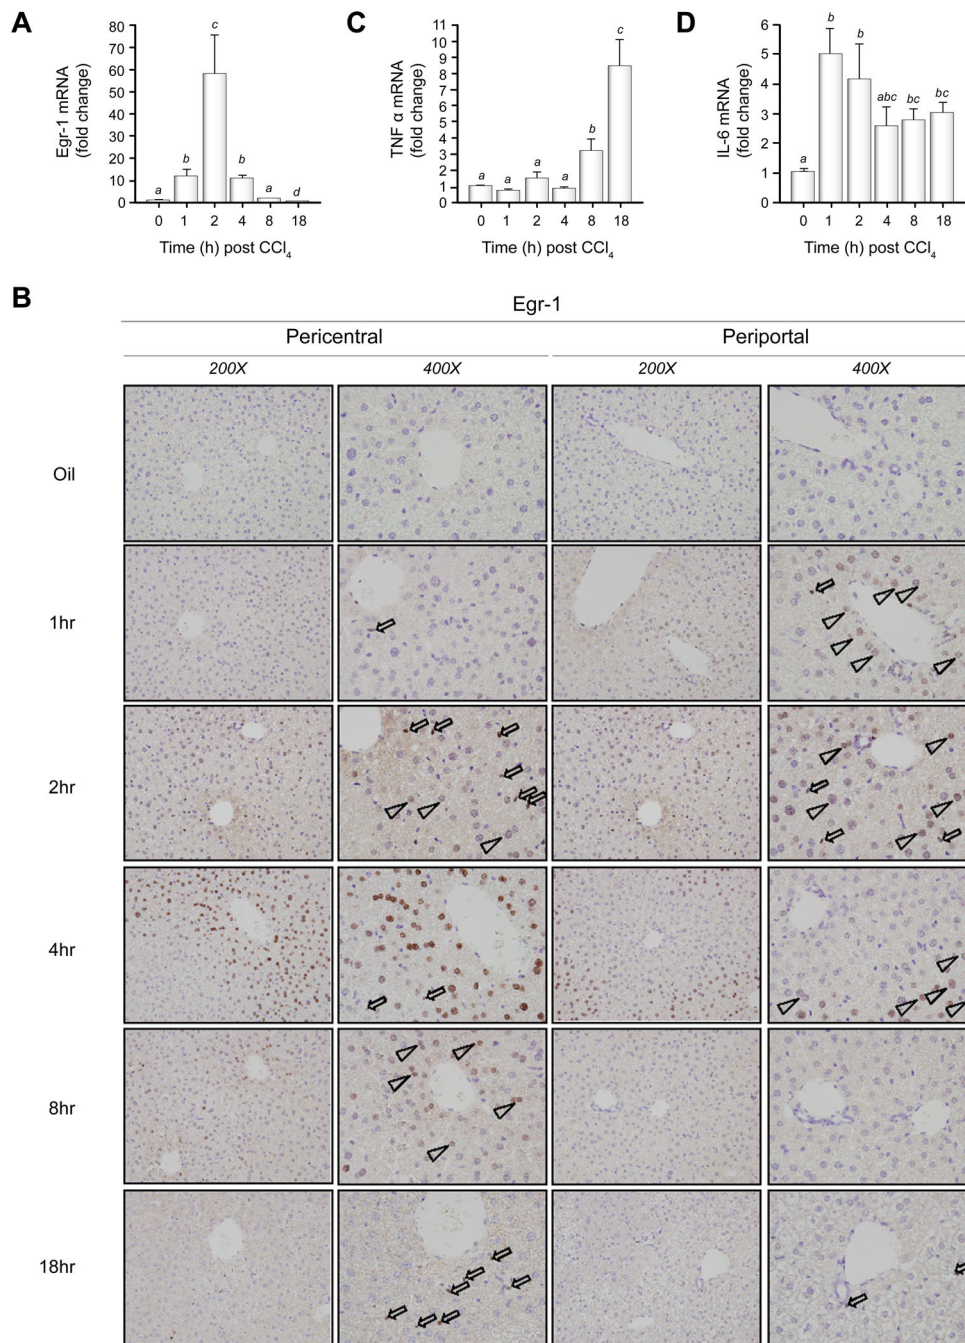 A
Egr-1 mRNA
(fold change)
80
70
60
50
40
30
20
10
0
a
b
c
b
a
d
0 1 2 4 8 18
Time (h) post CCl4
C
TNF α mRNA
(fold change)
11
10
9
8
7
6
5
4
3
2
1
0
a
a
a
a
b
c
0 1 2 4 8 18
Time (h) post CCl4
D
IL-6 mRNA
(fold change)
6
5
4
3
2
1
0
a
b
b
abc
bc
bc
0 1 2 4 8 18
Time (h) post CCl4
B
Egr-1
Pericentral Periportal
200X 400X 200X 400X
Oil
1hr
2hr
4hr
8hr
18hr